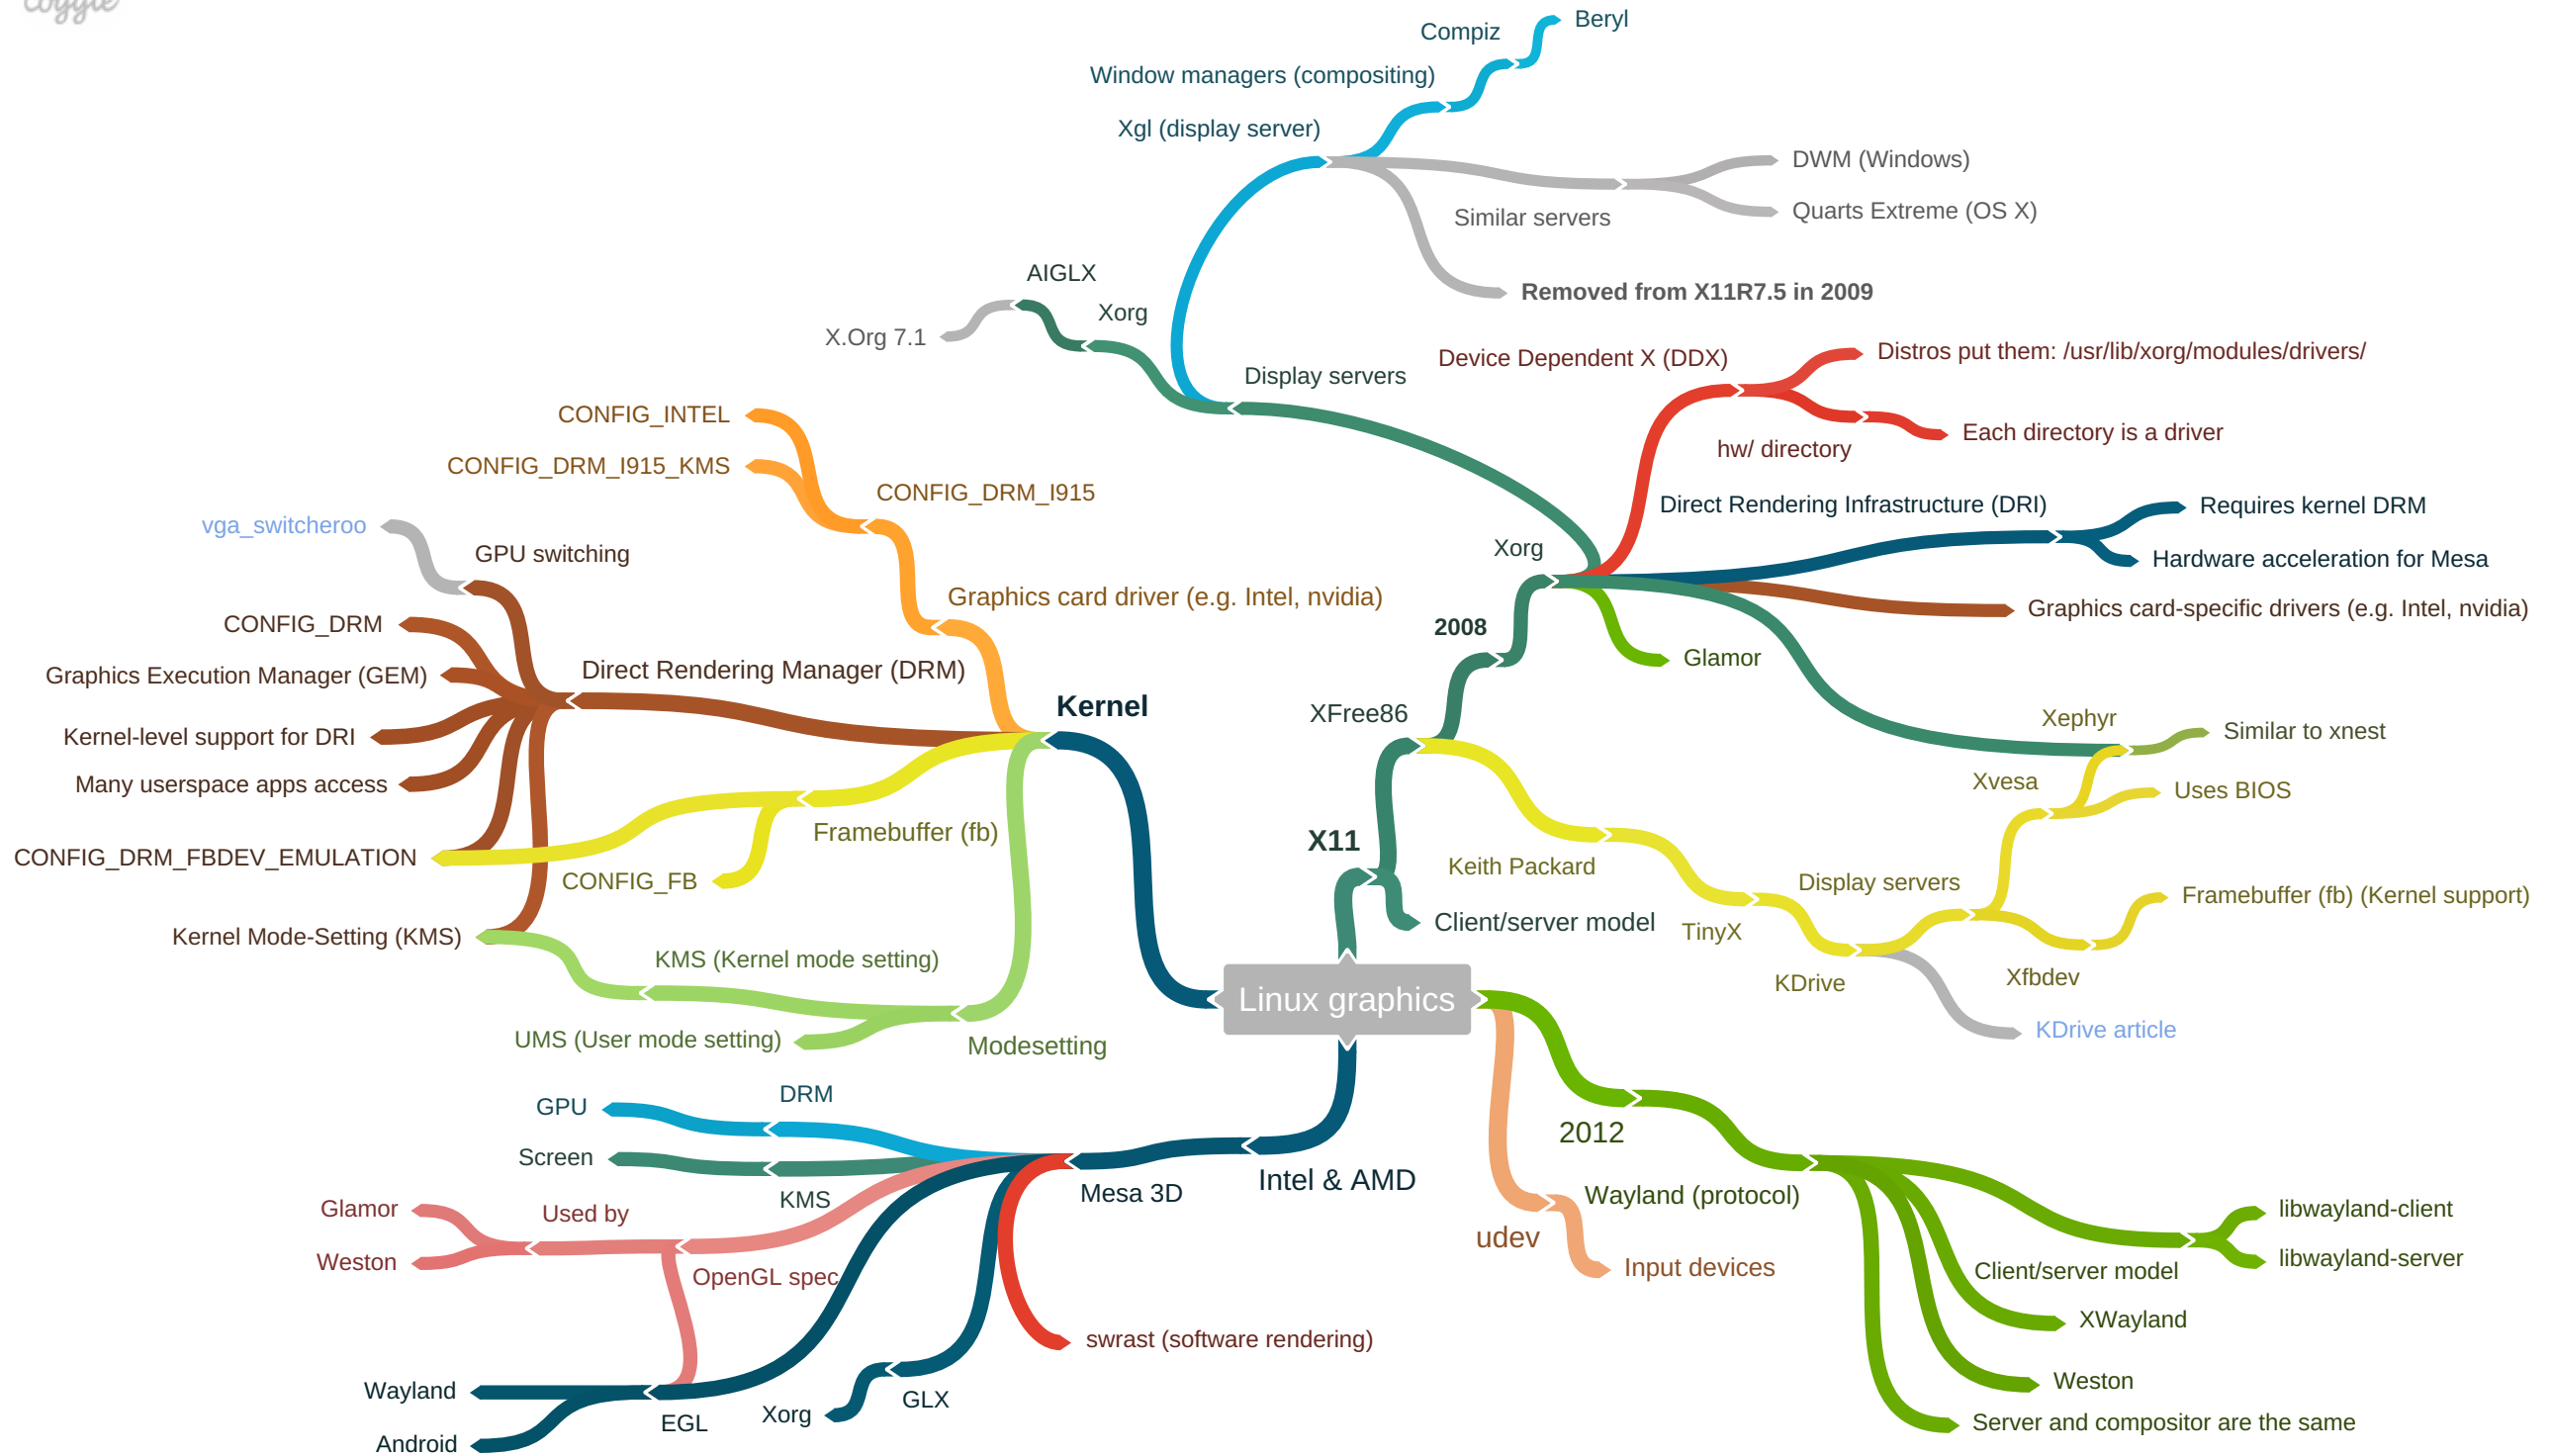 coggle
Beryl
Compiz
Window managers (compositing)
Xgl (display server)
DWM (Windows)
Similar servers
Quarts Extreme (OS X)
Removed from X11R7.5 in 2009
AIGLX
Xorg
X.Org 7.1
Display servers
Device Dependent X (DDX)
Distros put them: /usr/lib/xorg/modules/drivers/
hw/ directory
Each directory is a driver
Direct Rendering Infrastructure (DRI)
Requires kernel DRM
Hardware acceleration for Mesa
Xorg
Graphics card-specific drivers (e.g. Intel, nvidia)
2008
Glamor
XFree86
Xephyr
Similar to xnest
Xvesa
Uses BIOS
X11
Keith Packard
Display servers
Framebuffer (fb) (Kernel support)
Client/server model
TinyX
KDrive
Xfbdev
KDrive article
CONFIG_INTEL
CONFIG_DRM_I915_KMS
CONFIG_DRM_I915
vga_switcheroo
GPU switching
Graphics card driver (e.g. Intel, nvidia)
CONFIG_DRM
Graphics Execution Manager (GEM)
Direct Rendering Manager (DRM)
Kernel
Kernel-level support for DRI
Many userspace apps access
Framebuffer (fb)
CONFIG_DRM_FBDEV_EMULATION
CONFIG_FB
Kernel Mode-Setting (KMS)
KMS (Kernel mode setting)
UMS (User mode setting)
Modesetting
Linux graphics
GPU
DRM
Screen
KMS
Mesa 3D
Intel & AMD
Glamor
Used by
Weston
OpenGL spec
swrast (software rendering)
Wayland
EGL
Android
Xorg
GLX
2012
Wayland (protocol)
udev
Input devices
libwayland-client
libwayland-server
Client/server model
XWayland
Weston
Server and compositor are the same